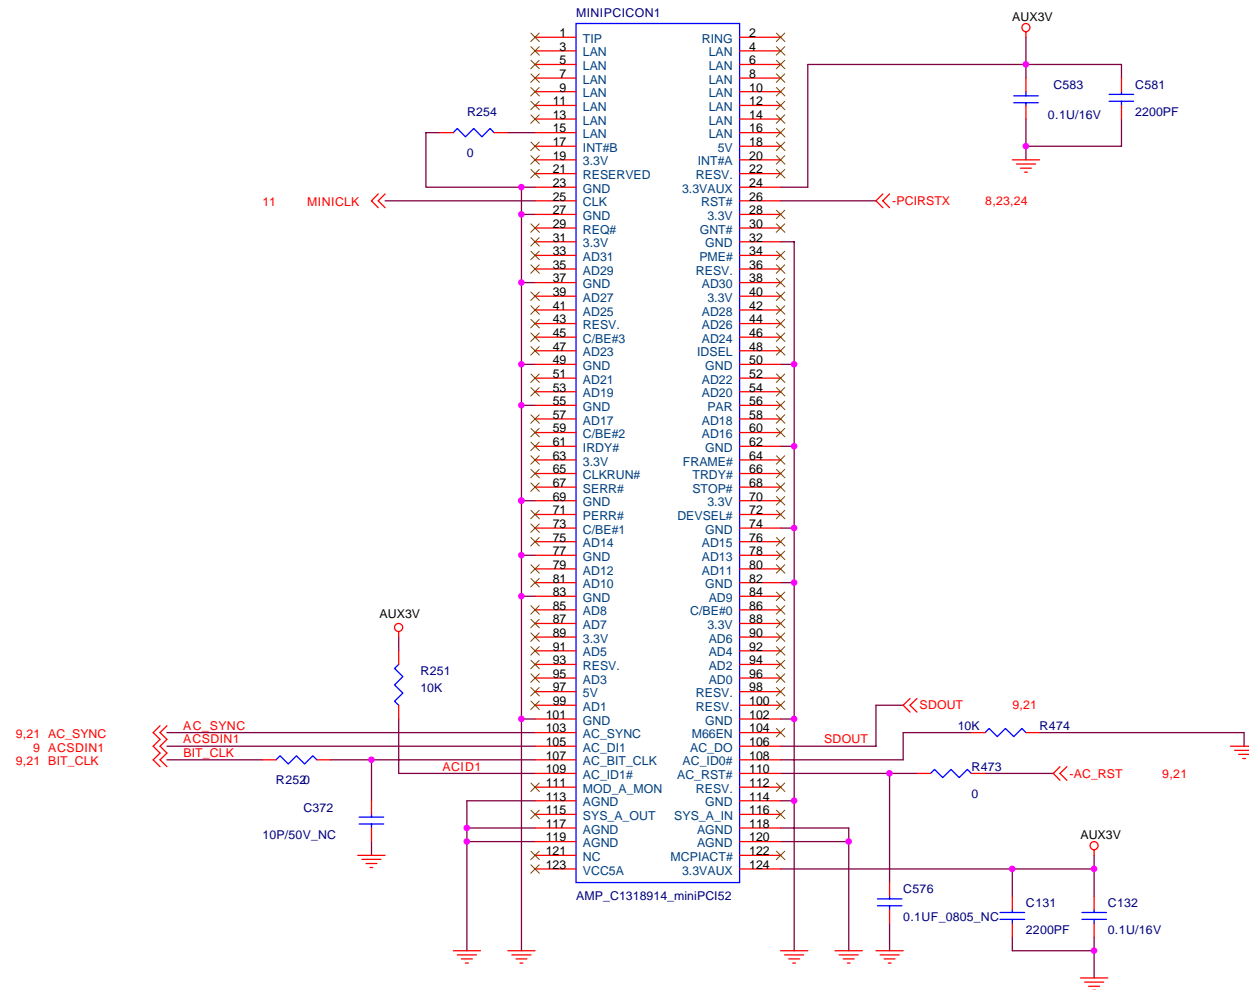 MINIPCICON1
AUX3V
1 TIP RING 2
3 LAN LAN 4
5 LAN LAN 6
7 LAN LAN 8
9 LAN LAN 10
11 LAN LAN 12
13 LAN LAN 14
15 LAN LAN 16
17 INT#B 5V 18
19 3.3V INT#A 20
21 RESERVED RESV. 22
23 GND 3.3VAUX 24
25 CLK RST# 26
27 GND 3.3V 28
29 REQ# GNT# 30
31 3.3V GND 32
33 AD31 PME# 34
35 AD29 RESV. 36
37 GND AD30 38
39 AD27 3.3V 40
41 AD25 AD28 42
43 RESV. AD26 44
45 C/BE#3 AD24 46
47 AD23 IDSEL 48
49 GND GND 50
51 AD21 AD22 52
53 AD19 AD20 54
55 GND PAR 56
57 AD17 AD18 58
59 C/BE#2 AD16 60
61 IRDY# GND 62
63 3.3V FRAME# 64
65 CLKRUN# TRDY# 66
67 SERR# STOP# 68
69 GND 3.3V 70
71 PERR# DEVSEL# 72
73 C/BE#1 GND 74
75 AD14 AD15 76
77 GND AD13 78
79 AD12 AD11 80
81 AD10 GND 82
83 GND AD9 84
85 AD8 C/BE#0 86
87 AD7 3.3V 88
89 3.3V AD6 90
91 AD5 AD4 92
93 RESV. AD2 94
95 AD3 AD0 96
97 5V RESV. 98
99 AD1 RESV. 100
101 GND GND 102
103 AC_SYNC M66EN 104
105 AC_DI1 AC_DO 106
107 AC_BIT_CLK AC_ID0# 108
109 AC_ID1# AC_RST# 110
111 MOD_A_MON RESV. 112
113 AGND GND 114
115 SYS_A_OUT SYS_A_IN 116
117 AGND AGND 118
119 AGND AGND 120
121 NC MCPIACT# 122
123 VCC5A 3.3VAUX 124
AMP_C1318914_miniPCI52
C583
0.1U/16V
C581
2200PF
R254
0
11 MINICLK
-PCIRSTX 8,23,24
AUX3V
R251
10K
9,21 AC_SYNC AC_SYNC
9 ACSDIN1 ACSDIN1
9,21 BIT_CLK BIT_CLK
R252 0
ACID1
C372
10P/50V_NC
SDOUT 9,21
SDOUT
10K R474
R473
0
-AC_RST 9,21
AUX3V
C576
0.1UF_0805_NC
C131
2200PF
C132
0.1U/16V